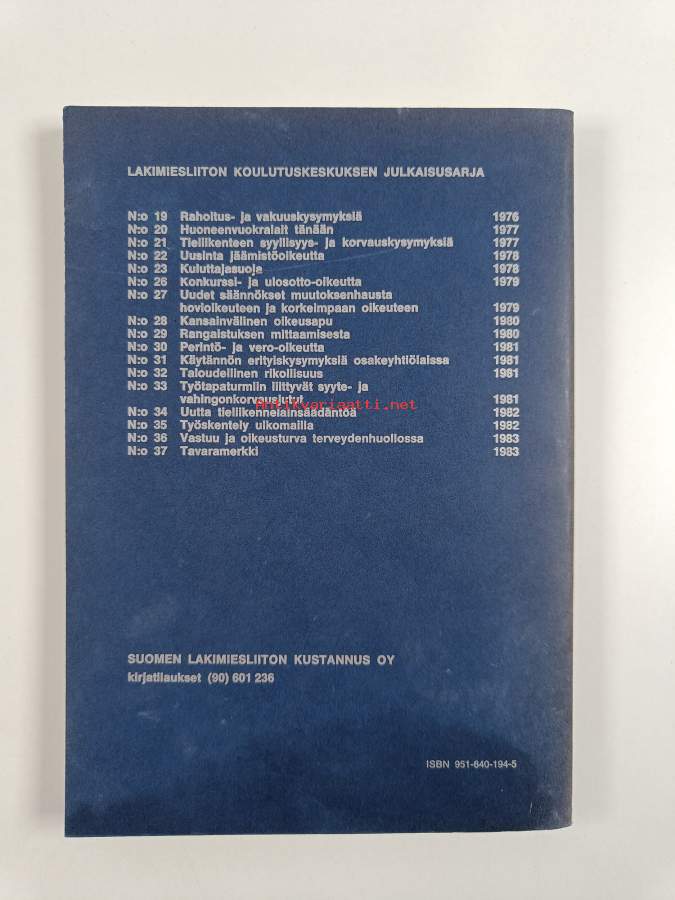 LAKIMIESLIITON KOULUTUSKESKUKSEN JULKAISUSARJA
N:o 19 Rahoitus- ja vakuuskysymyksiä 1976
N:o 20 Huoneenvuokralait tänään 1977
N:o 21 Tieliikenteen syyllisyys- ja korvauskysymyksiä 1977
N:o 22 Uusinta jäämistöoikeutta 1978
N:o 23 Kuluttajasuoja 1978
N:o 26 Konkurssi- ja ulosotto-oikeutta 1979
N:o 27 Uudet säännökset muutoksenhausta
hovioikeuteen ja korkeimpaan oikeuteen 1979
N:o 28 Kansainvälinen oikeusapu 1980
N:o 29 Rangaistuksen mittaamisesta 1980
N:o 30 Perintö- ja vero-oikeutta 1981
N:o 31 Käytännön erityiskysymyksiä osakeyhtiölaissa 1981
N:o 32 Taloudellinen rikollisuus 1981
N:o 33 Työtapaturmiin liittyvät syyte- ja
vahingonkorvausjutut 1981
Antikvariaatti.net
N:o 34 Uutta tieliikennelainsäädäntöä 1982
N:o 35 Työskentely ulkomailla 1982
N:o 36 Vastuu ja oikeusturva terveydenhuollossa 1983
N:o 37 Tavaramerkki 1983
SUOMEN LAKIMIESLIITON KUSTANNUS OY
kirjatilaukset (90) 601 236
ISBN 951-640-194-5